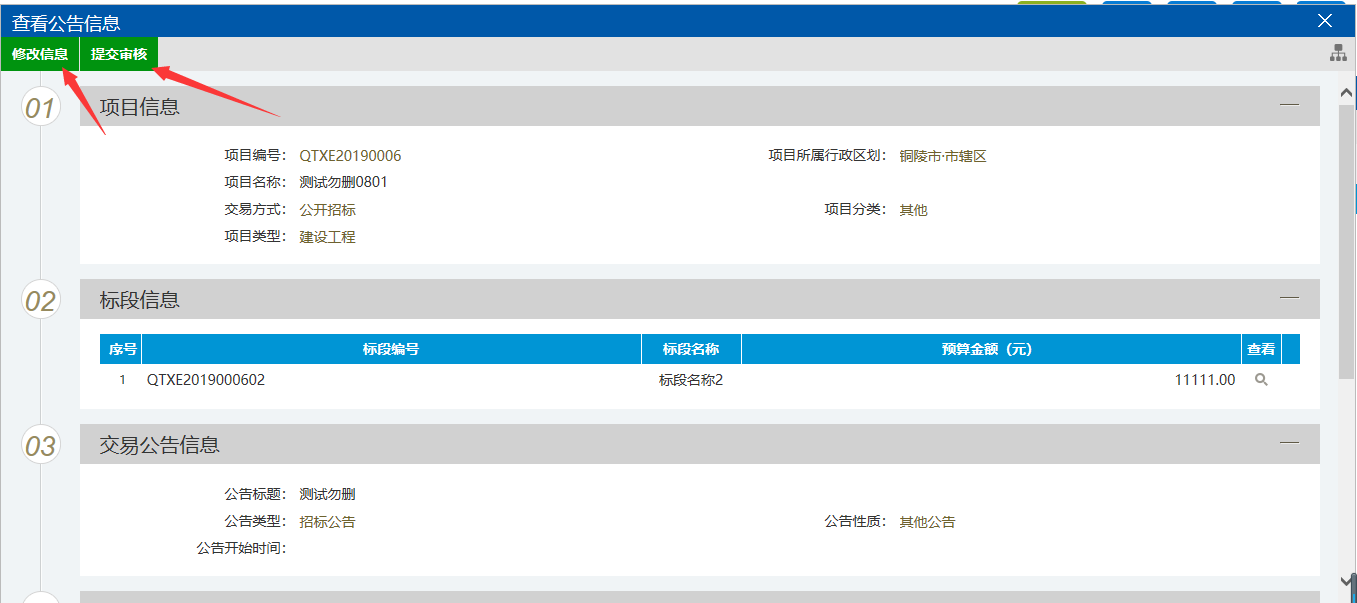 查看公告信息
修改信息 提交审核
01 项目信息
项目编号： QTXE20190006 项目所属行政区划： 铜陵市·市辖区
项目名称： 测试勿删0801
交易方式： 公开招标 项目分类： 其他
项目类型： 建设工程
02 标段信息
序号 标段编号 标段名称 预算金额（元） 查看
1 QTXE2019000602 标段名称2 11111.00
03 交易公告信息
公告标题： 测试勿删
公告类型： 招标公告 公告性质： 其他公告
公告开始时间：